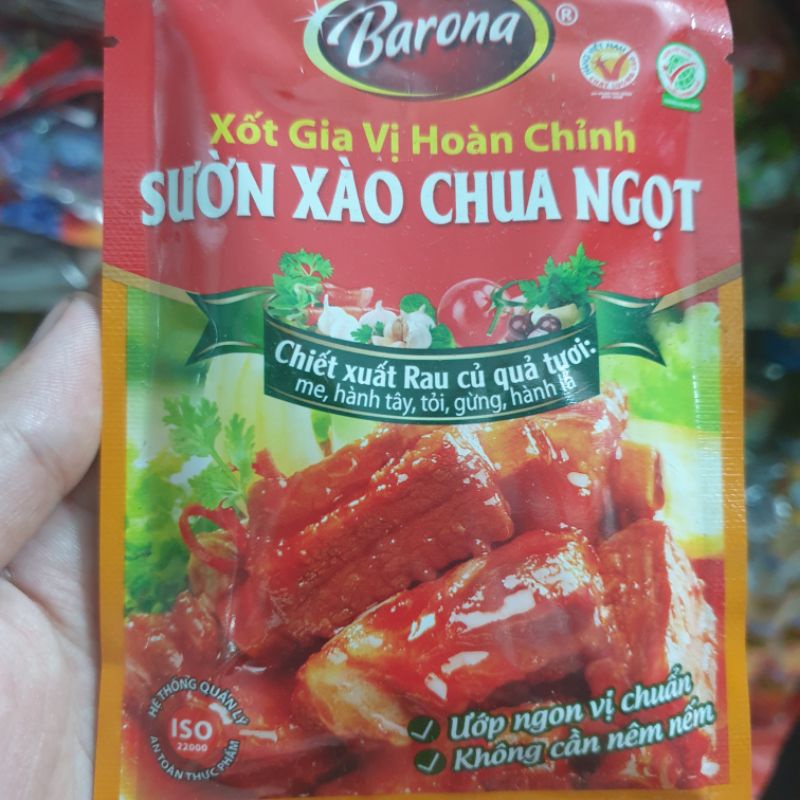 Barona ®
Xốt Gia Vị Hoàn Chỉnh
SƯỜN XÀO CHUA NGỌT
Chiết xuất Rau củ quả tươi:
me, hành tây, tỏi, gừng, hành lá
Ướp ngon vị chuẩn
Không cần nêm nếm
HỆ THỐNG QUẢN LÝ
ISO
22000
AN TOÀN THỰC PHẨM